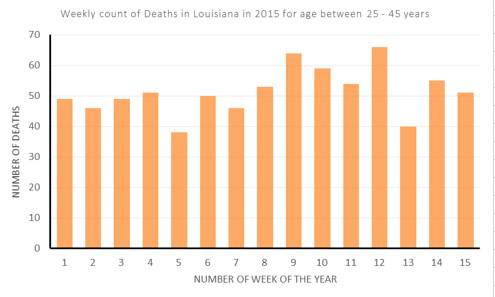 Weekly count of Deaths in Louisiana in 2015 for age between 25 - 45 years
NUMBER OF DEATHS
70
60
50
40
30
20
10
0
1 2 3 4 5 6 7 8 9 10 11 12 13 14 15
NUMBER OF WEEK OF THE YEAR